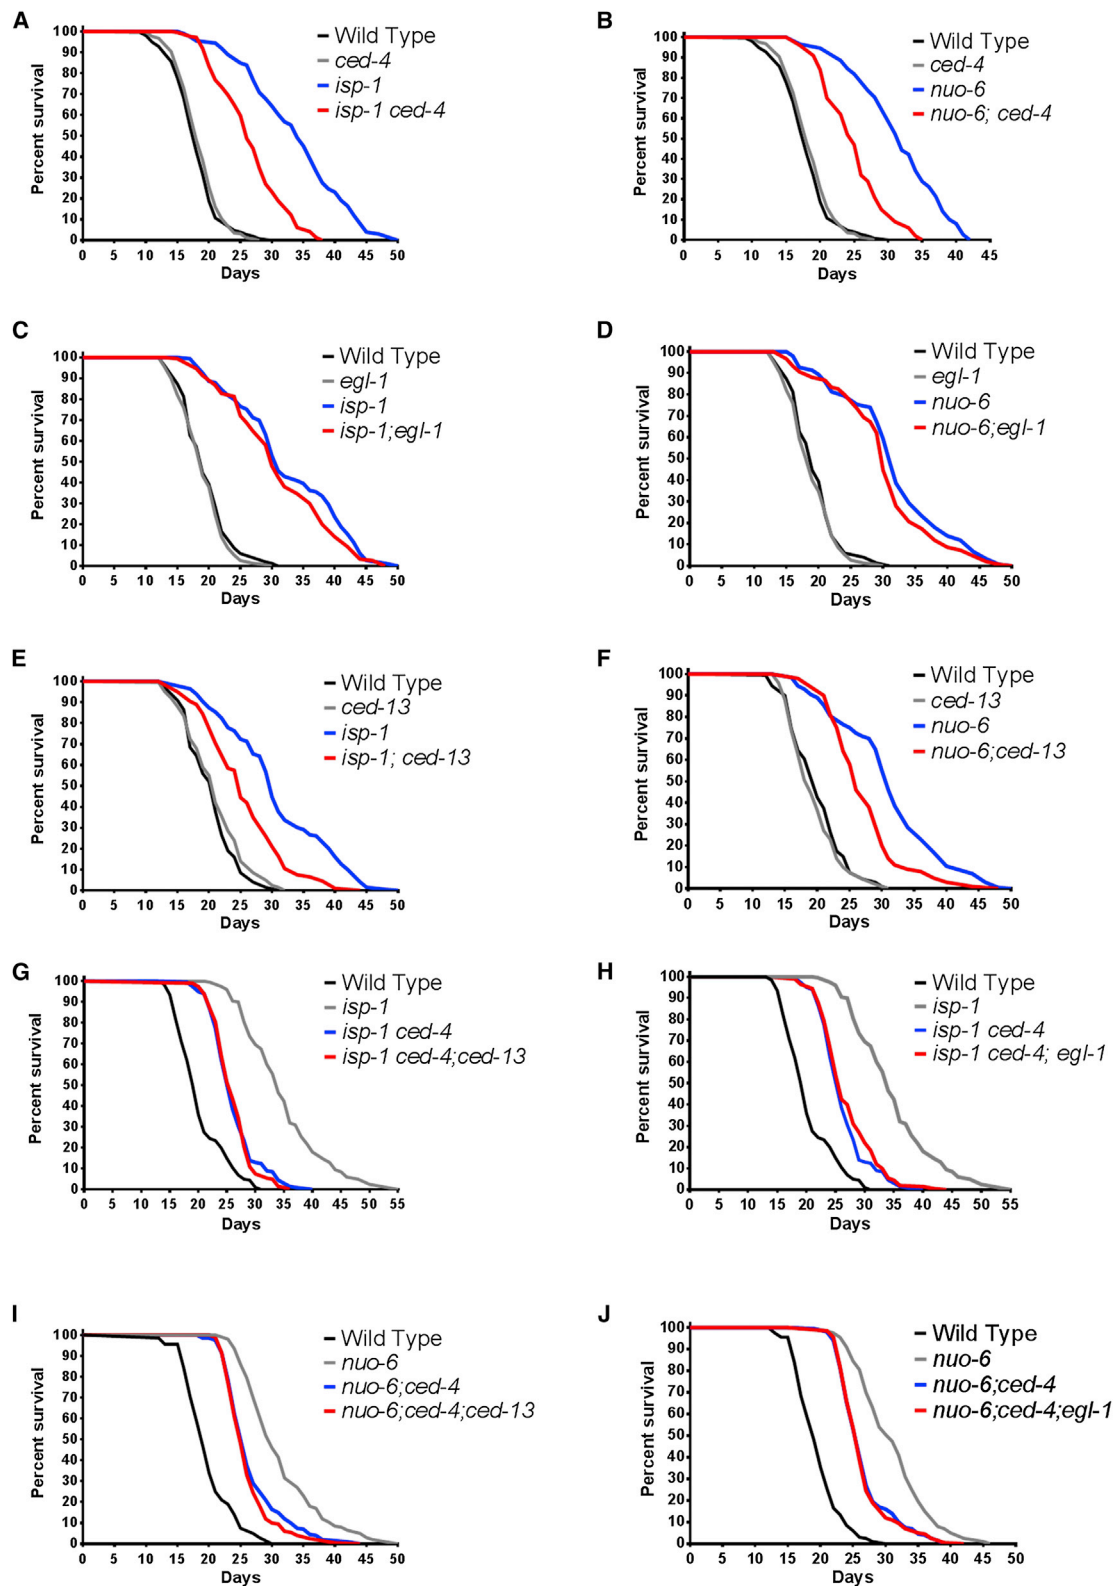 A
100
90
80
70
60
50
40
30
20
10
0
Percent survival
0 5 10 15 20 25 30 35 40 45 50
Days
Wild Type
ced-4
isp-1
isp-1 ced-4
B
100
90
80
70
60
50
40
30
20
10
0
Percent survival
0 5 10 15 20 25 30 35 40 45
Days
Wild Type
ced-4
nuo-6
nuo-6; ced-4
C
100
90
80
70
60
50
40
30
20
10
0
Percent survival
0 5 10 15 20 25 30 35 40 45 50
Days
Wild Type
egl-1
isp-1
isp-1;egl-1
D
100
90
80
70
60
50
40
30
20
10
0
Percent survival
0 5 10 15 20 25 30 35 40 45 50
Days
Wild Type
egl-1
nuo-6
nuo-6;egl-1
E
100
90
80
70
60
50
40
30
20
10
0
Percent survival
0 5 10 15 20 25 30 35 40 45 50
Days
Wild Type
ced-13
isp-1
isp-1; ced-13
F
100
90
80
70
60
50
40
30
20
10
0
Percent survival
0 5 10 15 20 25 30 35 40 45 50
Days
Wild Type
ced-13
nuo-6
nuo-6;ced-13
G
100
90
80
70
60
50
40
30
20
10
0
Percent survival
0 5 10 15 20 25 30 35 40 45 50 55
Days
Wild Type
isp-1
isp-1 ced-4
isp-1 ced-4;ced-13
H
100
90
80
70
60
50
40
30
20
10
0
Percent survival
0 5 10 15 20 25 30 35 40 45 50 55
Days
Wild Type
isp-1
isp-1 ced-4
isp-1 ced-4; egl-1
I
100
90
80
70
60
50
40
30
20
10
0
Percent survival
0 5 10 15 20 25 30 35 40 45 50
Days
Wild Type
nuo-6
nuo-6;ced-4
nuo-6;ced-4;ced-13
J
100
90
80
70
60
50
40
30
20
10
0
Percent survival
0 5 10 15 20 25 30 35 40 45 50
Days
Wild Type
nuo-6
nuo-6;ced-4
nuo-6;ced-4;egl-1